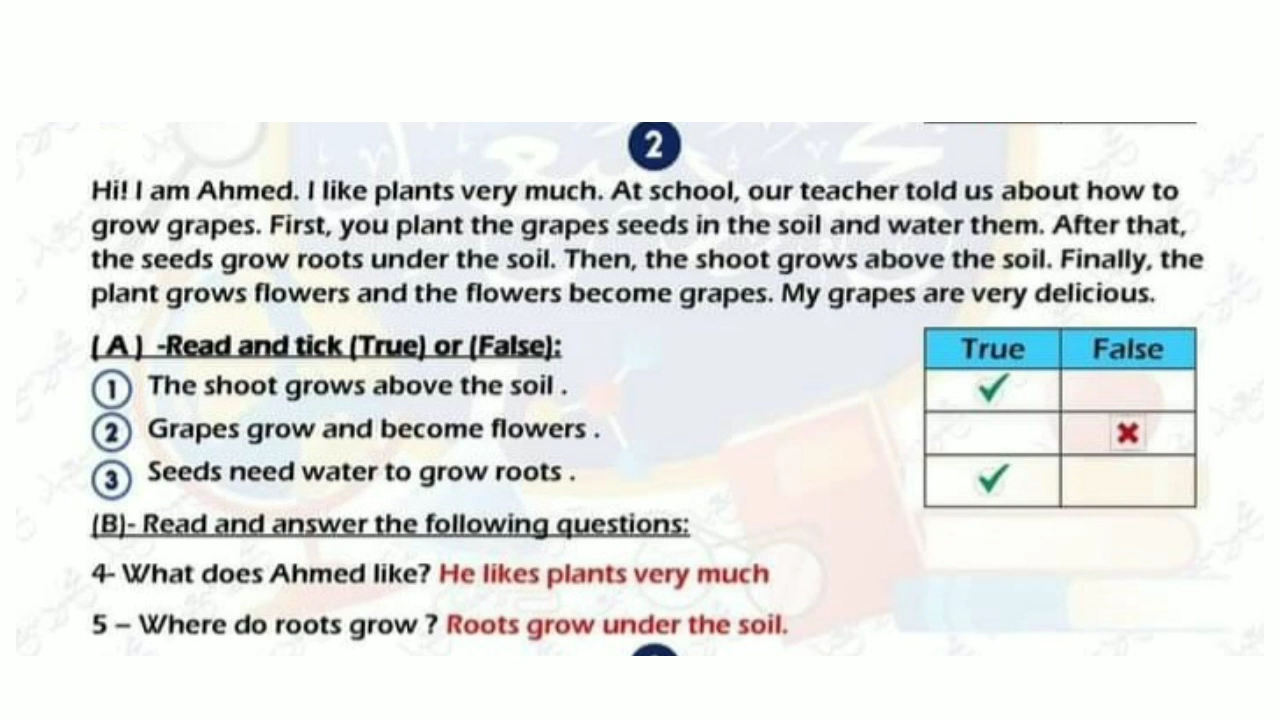 2
Hi! I am Ahmed. I like plants very much. At school, our teacher told us about how to
grow grapes. First, you plant the grapes seeds in the soil and water them. After that,
the seeds grow roots under the soil. Then, the shoot grows above the soil. Finally, the
plant grows flowers and the flowers become grapes. My grapes are very delicious.
( A ) -Read and tick (True) or (False):
True False
1 The shoot grows above the soil .
2 Grapes grow and become flowers .
3 Seeds need water to grow roots .
(B)- Read and answer the following questions:
4- What does Ahmed like? He likes plants very much
5 – Where do roots grow ? Roots grow under the soil.